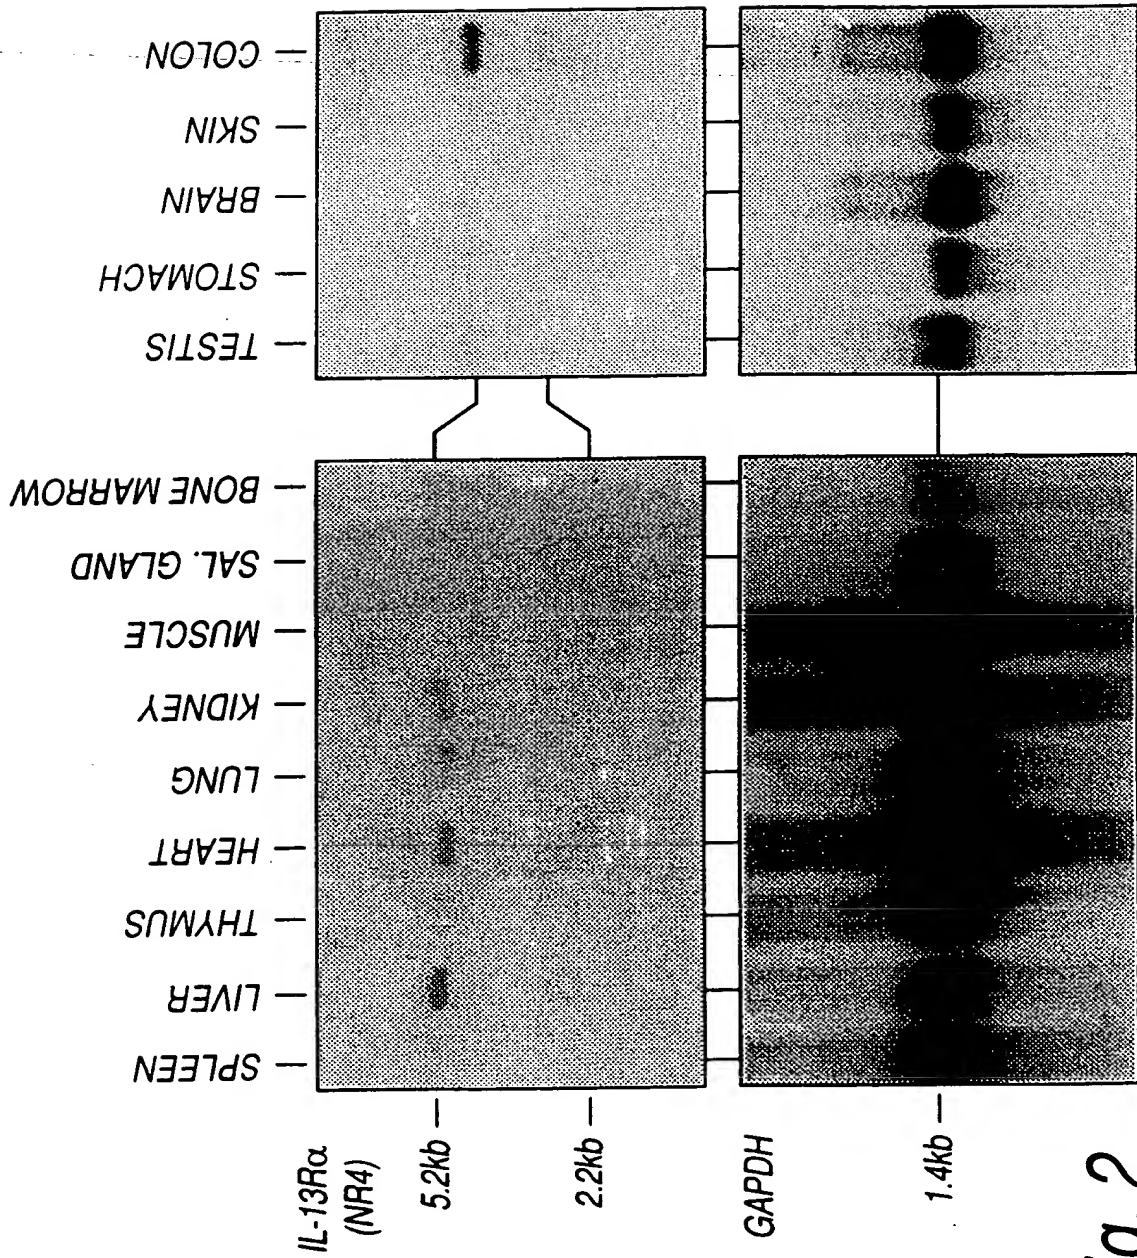 SPLEEN
LIVER
THYMUS
HEART
LUNG
KIDNEY
MUSCLE
SAL. GLAND
BONE MARROW
TESTIS
STOMACH
BRAIN
SKIN
COLON
IL-13Rα
(NR4)
5.2kb
2.2kb
GAPDH
1.4kb